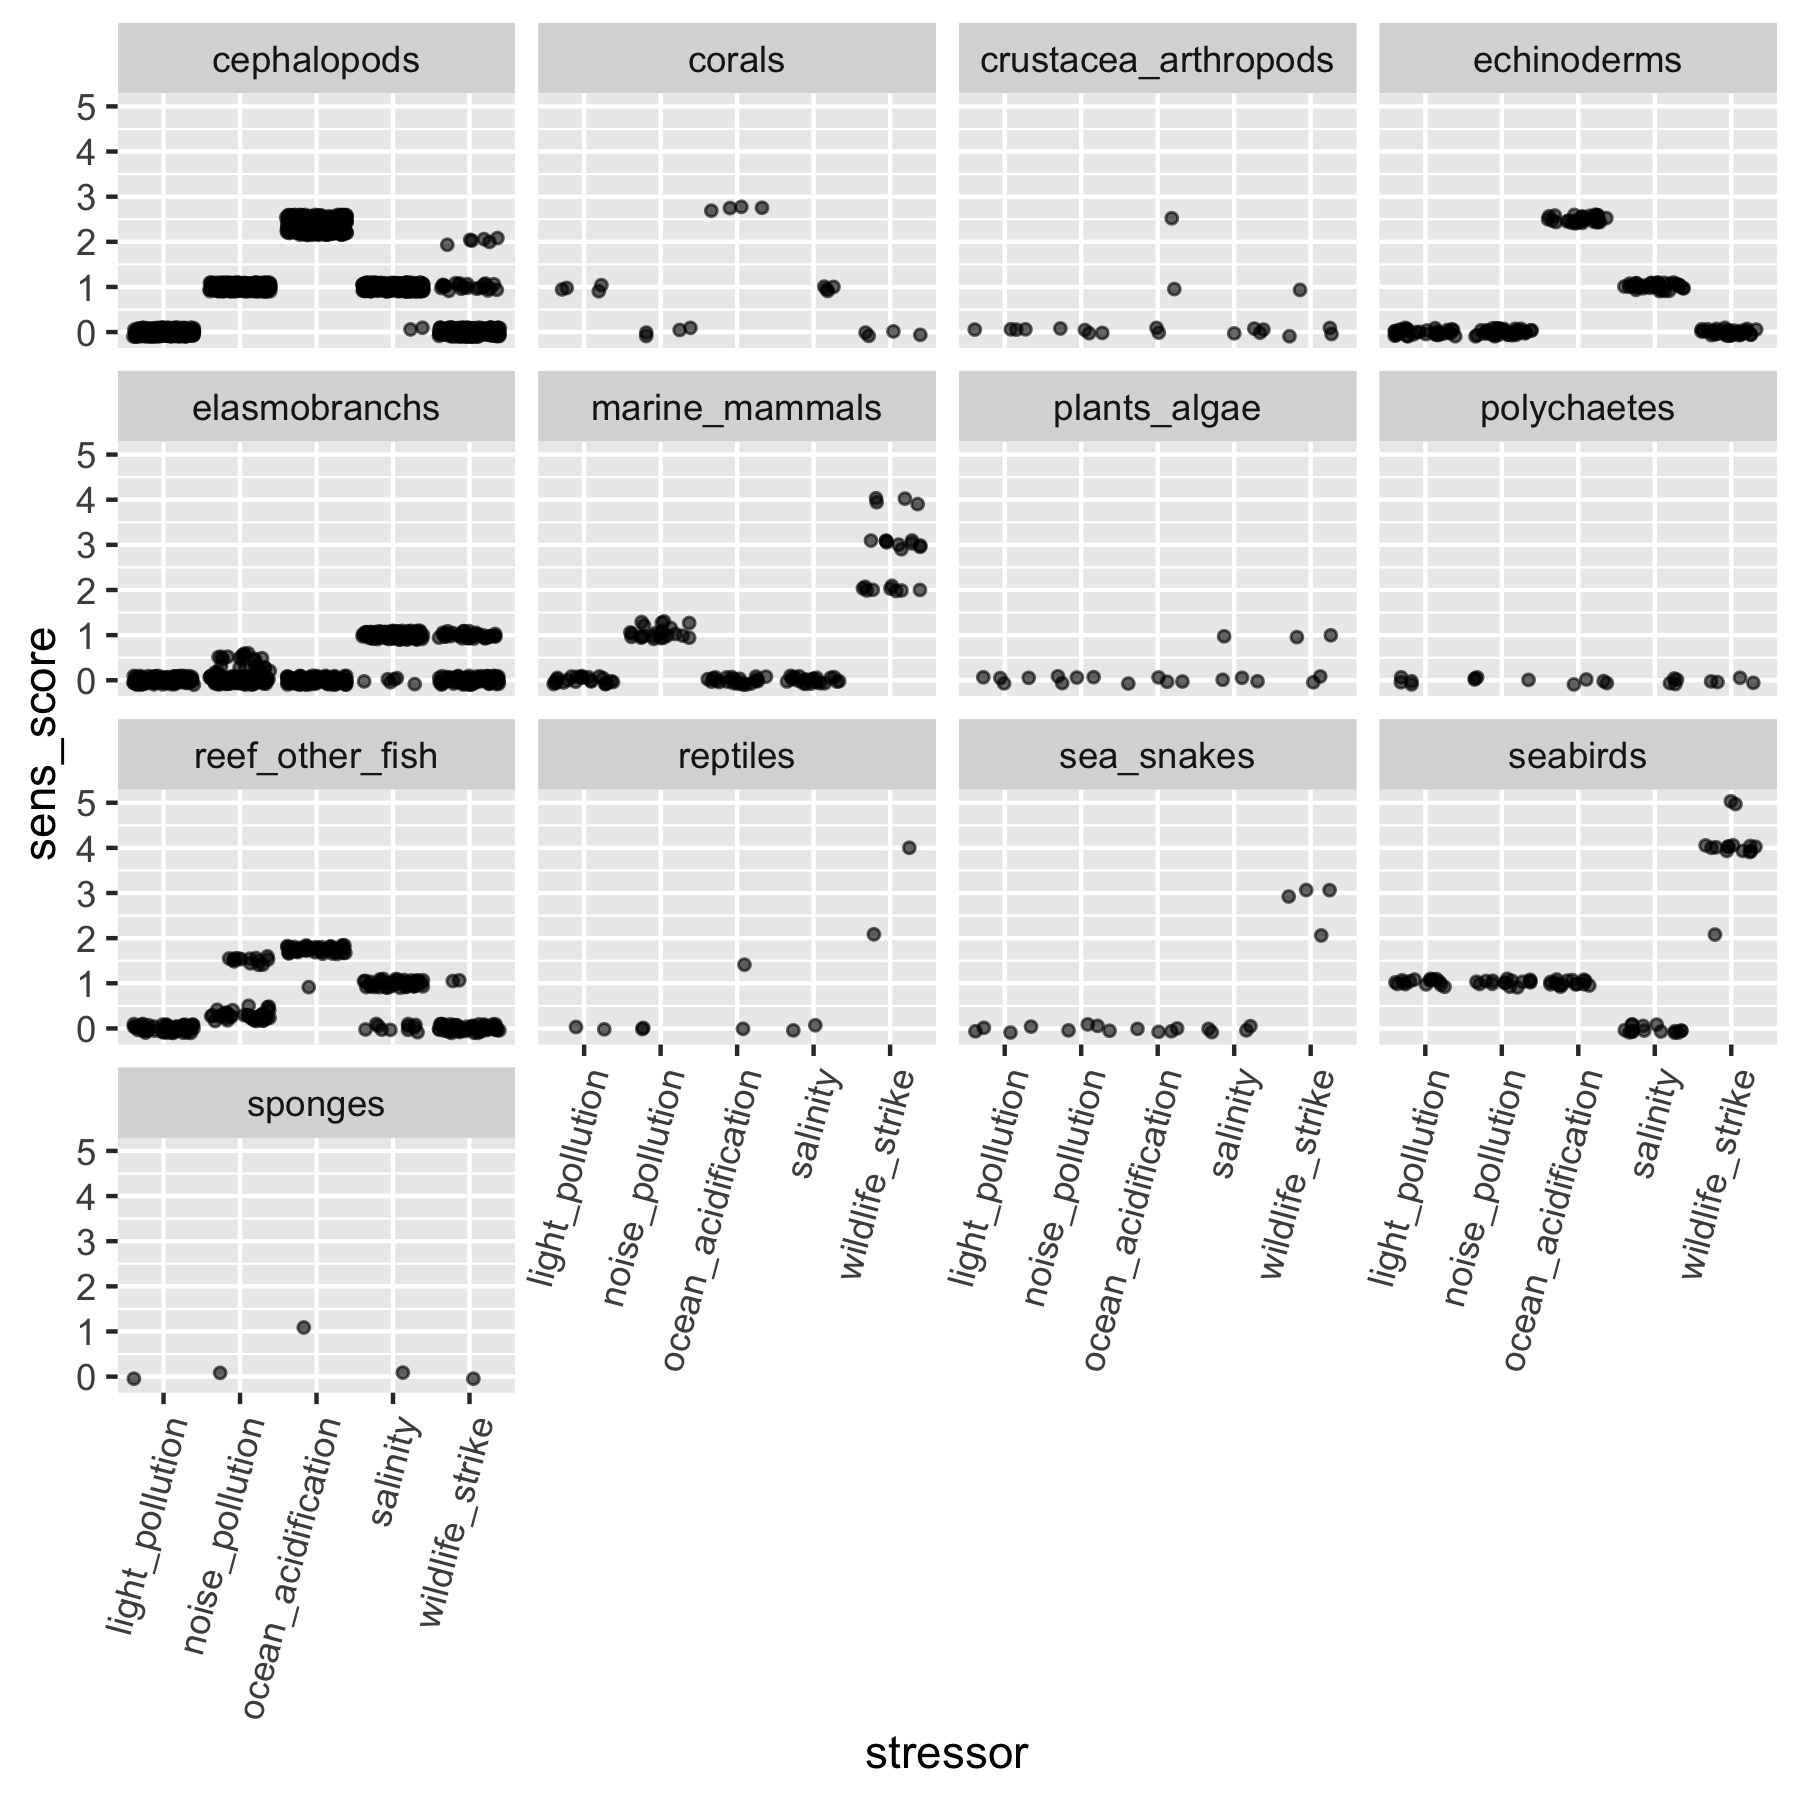 cephalopods corals crustacea_arthropods echinoderms
5
4
3
2
1
0
elasmobranchs marine_mammals plants_algae polychaetes
5
4
3
2
1
0
sens_score
reef_other_fish reptiles sea_snakes seabirds
5
4
3
2
1
0
light_pollution noise_pollution ocean_acidification salinity wildlife_strike
light_pollution noise_pollution ocean_acidification salinity wildlife_strike
light_pollution noise_pollution ocean_acidification salinity wildlife_strike
sponges
5
4
3
2
1
0
light_pollution noise_pollution ocean_acidification salinity wildlife_strike
stressor